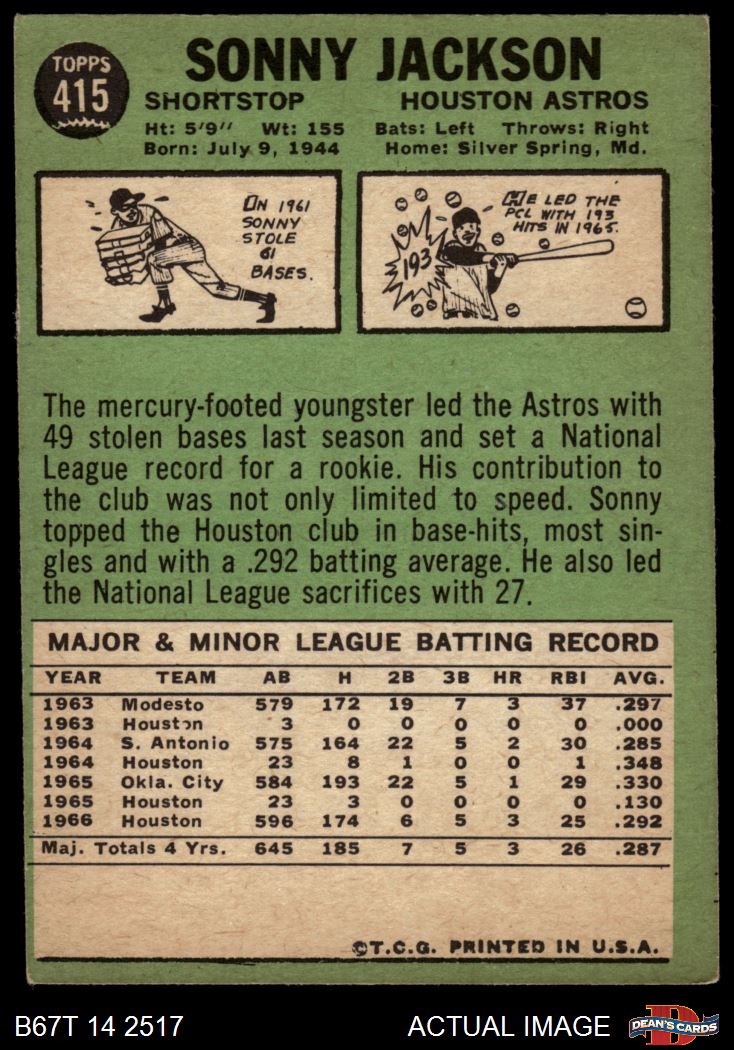 TOPPS
415
SONNY JACKSON
SHORTSTOP HOUSTON ASTROS
Ht: 5'9" Wt: 155 Bats: Left Throws: Right
Born: July 9, 1944 Home: Silver Spring, Md.
ON 1961
SONNY
STOLE
61
BASES.
HE LED THE
PCL WITH 193
HITS IN 1965.
193
The mercury-footed youngster led the Astros with
49 stolen bases last season and set a National
League record for a rookie. His contribution to
the club was not only limited to speed. Sonny
topped the Houston club in base-hits, most sin-
gles and with a .292 batting average. He also led
the National League sacrifices with 27.
MAJOR & MINOR LEAGUE BATTING RECORD
YEAR TEAM AB H 2B 3B HR RBI AVG.
1963 Modesto 579 172 19 7 3 37 .297
1963 Houston 3 0 0 0 0 0 .000
1964 S. Antonio 575 164 22 5 2 30 .285
1964 Houston 23 8 1 0 0 1 .348
1965 Okla. City 584 193 22 5 1 29 .330
1965 Houston 23 3 0 0 0 0 .130
1966 Houston 596 174 6 5 3 25 .292
Maj. Totals 4 Yrs. 645 185 7 5 3 26 .287
©T.C.G. PRINTED IN U.S.A.
B67T 14 2517 ACTUAL IMAGE
D
DEAN'S CARDS